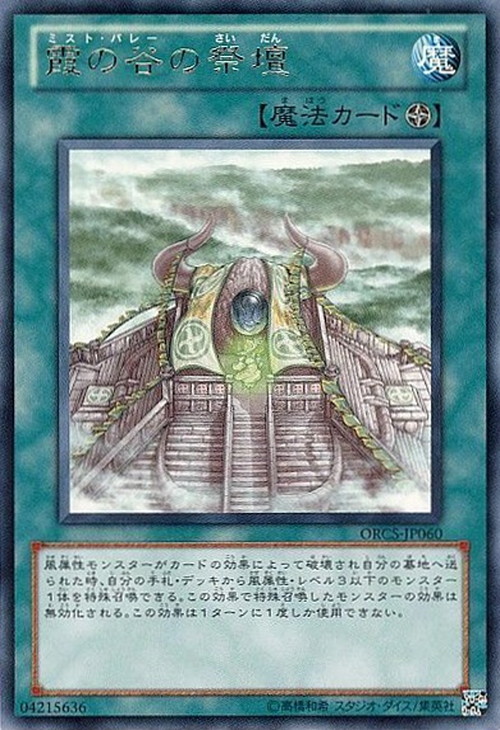 ミスト・バレー さいだん
霞の谷の祭壇
魔
まほう
【魔法カード】
ORCS-JP060
風属性モンスターがカードの効果によって破壊され自分の墓地へ送
られた時、自分の手札・デッキから風属性・レベル3以下のモンスター
1体を特殊召喚できる。この効果で特殊召喚したモンスターの効果は
無効化される。この効果は1ターンに1度しか使用できない。
04215636
©高橋和希 スタジオ・ダイス/集英社